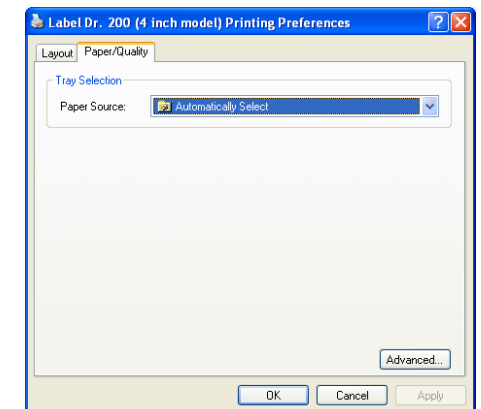 Label Dr. 200 (4 inch model) Printing Preferences
Layout Paper/Quality
Tray Selection
Paper Source: Automatically Select
Advanced...
OK Cancel Apply